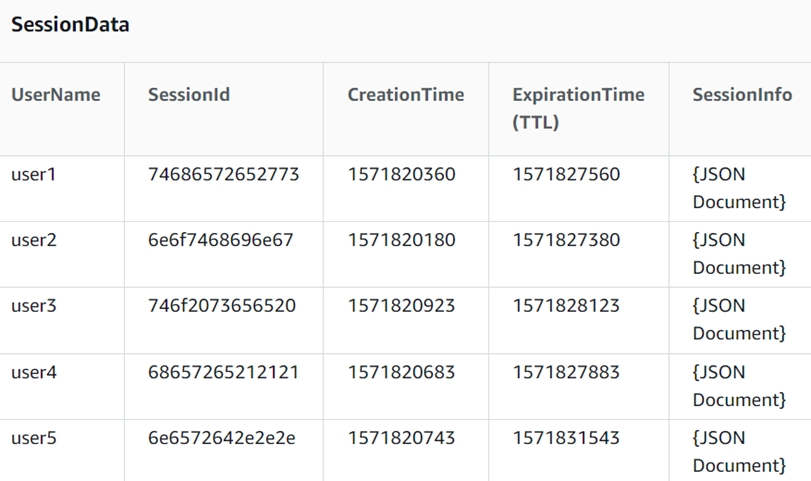 SessionData
UserName SessionId CreationTime ExpirationTime (TTL) SessionInfo
user1 74686572652773 1571820360 1571827560 {JSON Document}
user2 6e6f7468696e67 1571820180 1571827380 {JSON Document}
user3 746f2073656520 1571820923 1571828123 {JSON Document}
user4 68657265212121 1571820683 1571827883 {JSON Document}
user5 6e6572642e2e2e 1571820743 1571831543 {JSON Document}